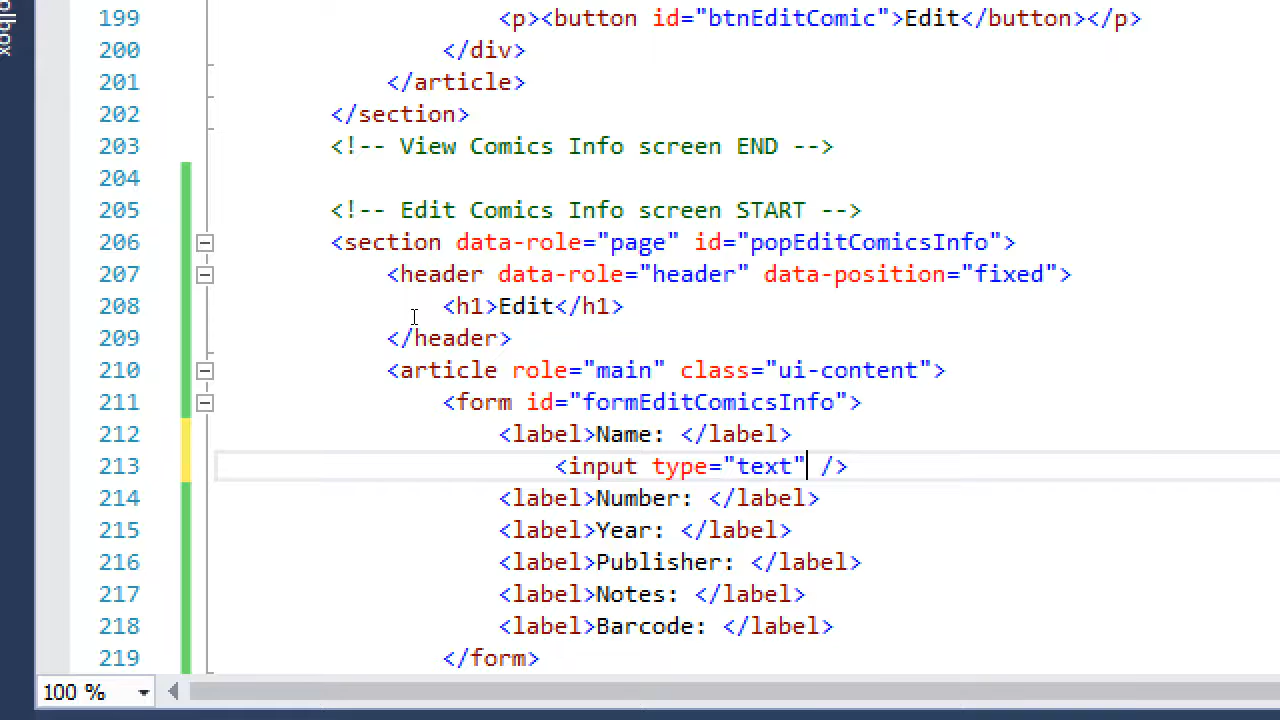 olbox
199 <p><button id="btnEditComic">Edit</button></p>
200 </div>
201 </article>
202 </section>
203 <!-- View Comics Info screen END -->
204
205 <!-- Edit Comics Info screen START -->
206 <section data-role="page" id="popEditComicsInfo">
207 <header data-role="header" data-position="fixed">
208 <h1>Edit</h1>
209 </header>
210 <article role="main" class="ui-content">
211 <form id="formEditComicsInfo">
212 <label>Name: </label>
213 <input type="text" />
214 <label>Number: </label>
215 <label>Year: </label>
216 <label>Publisher: </label>
217 <label>Notes: </label>
218 <label>Barcode: </label>
219 </form>
100 %